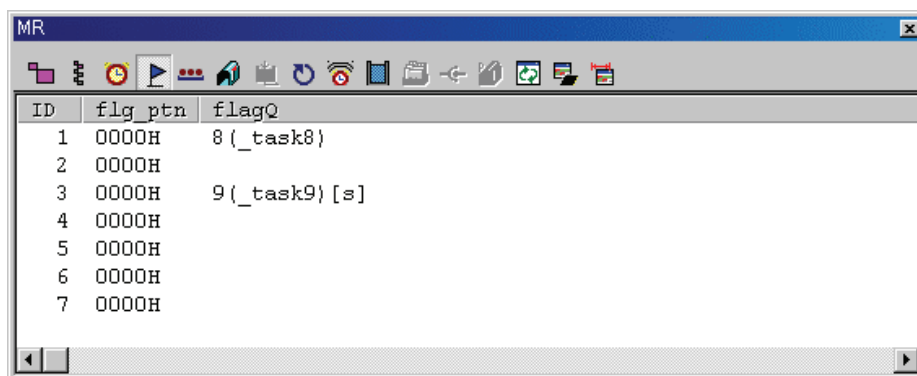 MR
ID flg_ptn flagQ
1 0000H 8(_task8)
2 0000H
3 0000H 9(_task9)[s]
4 0000H
5 0000H
6 0000H
7 0000H